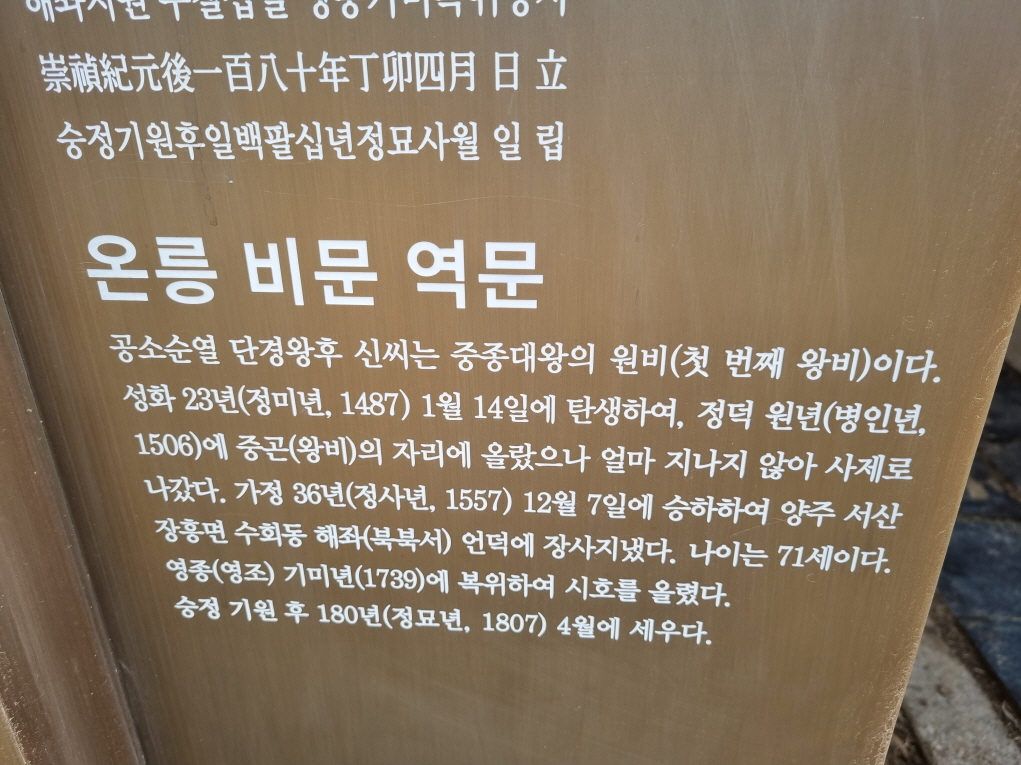 崇禎紀元後一百八十年丁卯四月 日 立
숭정기원후일백팔십년정묘사월 일 립
온릉 비문 역문
공소순열 단경왕후 신씨는 중종대왕의 원비(첫 번째 왕비)이다.
성화 23년(정미년, 1487) 1월 14일에 탄생하여, 정덕 원년(병인년,
1506)에 중곤(왕비)의 자리에 올랐으나 얼마 지나지 않아 사제로
나갔다. 가정 36년(정사년, 1557) 12월 7일에 승하하여 양주 서산
장흥면 수회동 해좌(북북서) 언덕에 장사지냈다. 나이는 71세이다.
영종(영조) 기미년(1739)에 복위하여 시호를 올렸다.
숭정 기원 후 180년(정묘년, 1807) 4월에 세우다.